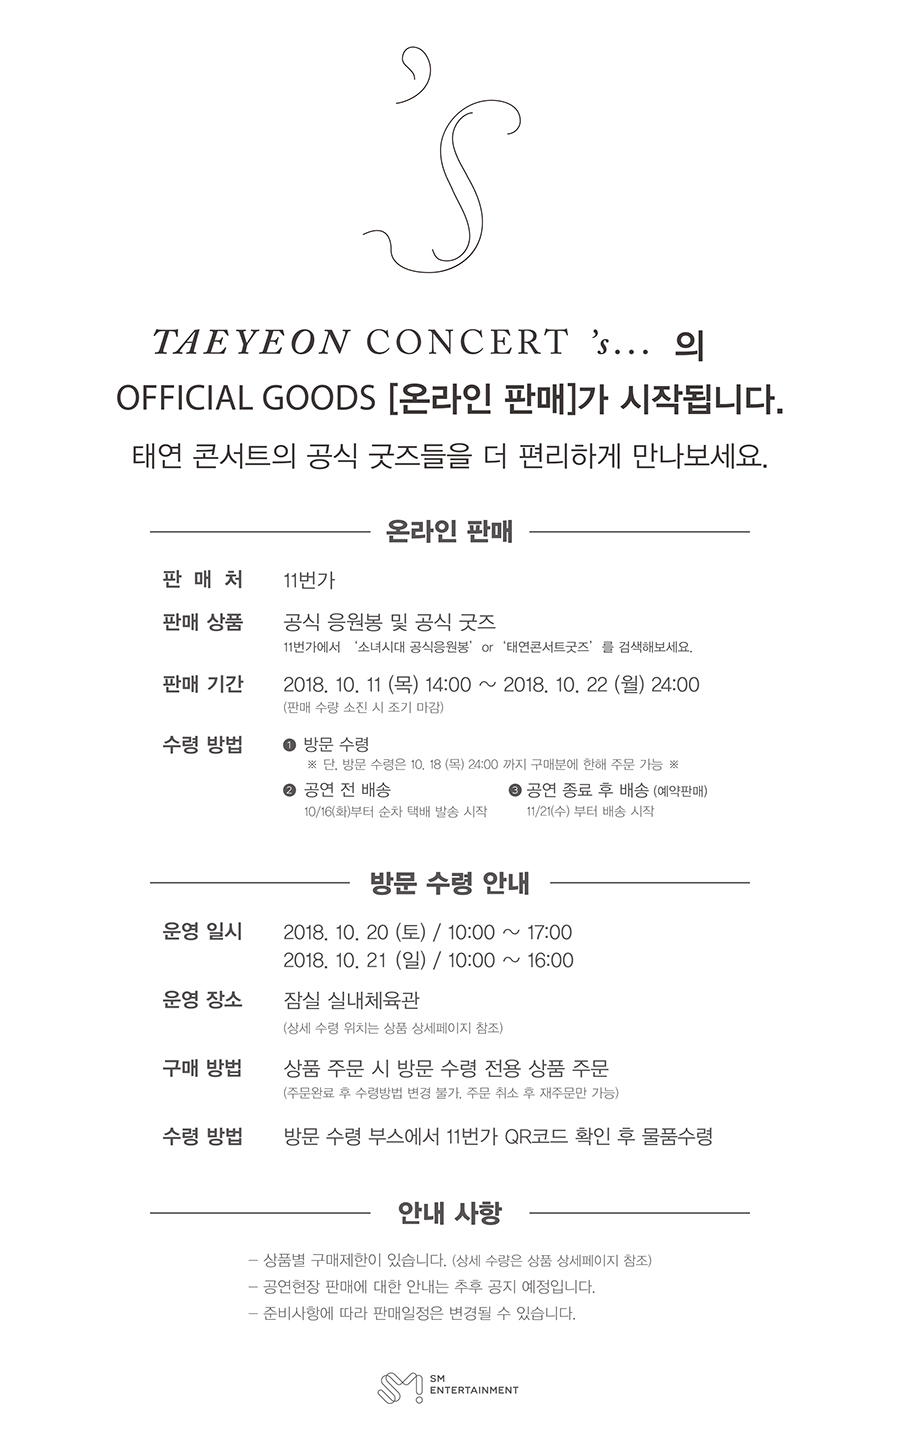 ’s
TAEYEON CONCERT ’s... 의
OFFICIAL GOODS [온라인 판매]가 시작됩니다.
태연 콘서트의 공식 굿즈들을 더 편리하게 만나보세요.
온라인 판매
판 매 처 11번가
판매 상품 공식 응원봉 및 공식 굿즈
11번가에서 ‘소녀시대 공식응원봉’ or ‘태연콘서트굿즈’ 를 검색해보세요.
판매 기간 2018. 10. 11 (목) 14:00 ~ 2018. 10. 22 (월) 24:00
(판매 수량 소진 시 조기 마감)
수령 방법 ❶ 방문 수령
※ 단, 방문 수령은 10. 18 (목) 24:00 까지 구매분에 한해 주문 가능 ※
❷ 공연 전 배송 ❸ 공연 종료 후 배송 (예약판매)
10/16(화)부터 순차 택배 발송 시작 11/21(수) 부터 배송 시작
방문 수령 안내
운영 일시 2018. 10. 20 (토) / 10:00 ~ 17:00
2018. 10. 21 (일) / 10:00 ~ 16:00
운영 장소 잠실 실내체육관
(상세 수령 위치는 상품 상세페이지 참조)
구매 방법 상품 주문 시 방문 수령 전용 상품 주문
(주문완료 후 수령방법 변경 불가, 주문 취소 후 재주문만 가능)
수령 방법 방문 수령 부스에서 11번가 QR코드 확인 후 물품수령
안내 사항
– 상품별 구매제한이 있습니다. (상세 수량은 상품 상세페이지 참조)
– 공연현장 판매에 대한 안내는 추후 공지 예정입니다.
– 준비사항에 따라 판매일정은 변경될 수 있습니다.
SM
ENTERTAINMENT